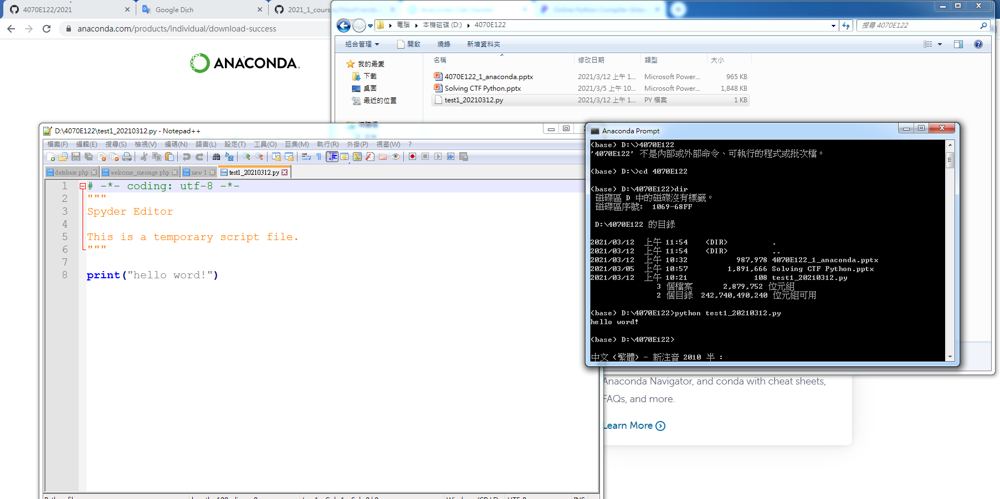 4070E122/2021
Google Dịch
2021_1_cours
anaconda.com/products/individual/download-success
ANACONDA.
電腦 本機磁碟 (D:) 4070E122
搜尋 4070E122
組合管理 開啟 燒錄 新增資料夾
我的最愛
下載
桌面
最近的位置
名稱 修改日期 類型 大小
4070E122_1_anaconda.pptx 2021/3/12 上午 1... Microsoft Power... 965 KB
Solving CTF Python.pptx 2021/3/5 上午 10... Microsoft Power... 1,848 KB
test1_20210312.py 2021/3/12 上午 1... PY 檔案 1 KB
D:\4070E122\test1_20210312.py - Notepad++
檔案(F) 編輯(E) 搜尋(S) 檢視(V) 編碼(N) 語言(L) 設定(T) 工具(O) 巨集(M) 執行(R) 外掛(P) 視窗(W) ?
database.php welcome_message.php new 1 test1_20210312.py
1 # -*- coding: utf-8 -*-
2 """
3 Spyder Editor
4
5 This is a temporary script file.
6 """
7
8 print("hello word!")
Anaconda Prompt
(base) D:\>4070E122
'4070E122' 不是內部或外部命令、可執行的程式或批次檔。
(base) D:\>cd 4070E122
(base) D:\4070E122>dir
磁碟區 D 中的磁碟沒有標籤。
磁碟區序號: 1069-68FF
D:\4070E122 的目錄
2021/03/12 上午 11:54 <DIR> .
2021/03/12 上午 11:54 <DIR> ..
2021/03/12 上午 10:32 987,978 4070E122_1_anaconda.pptx
2021/03/05 上午 10:57 1,891,666 Solving CTF Python.pptx
2021/03/12 上午 10:21 108 test1_20210312.py
3 個檔案 2,879,752 位元組
2 個目錄 242,740,490,240 位元組可用
(base) D:\4070E122>python test1_20210312.py
hello word!
(base) D:\4070E122>
中文 (繁體) - 新注音 2010 半 :
Anaconda Navigator, and conda with cheat sheets,
FAQs, and more.
Learn More